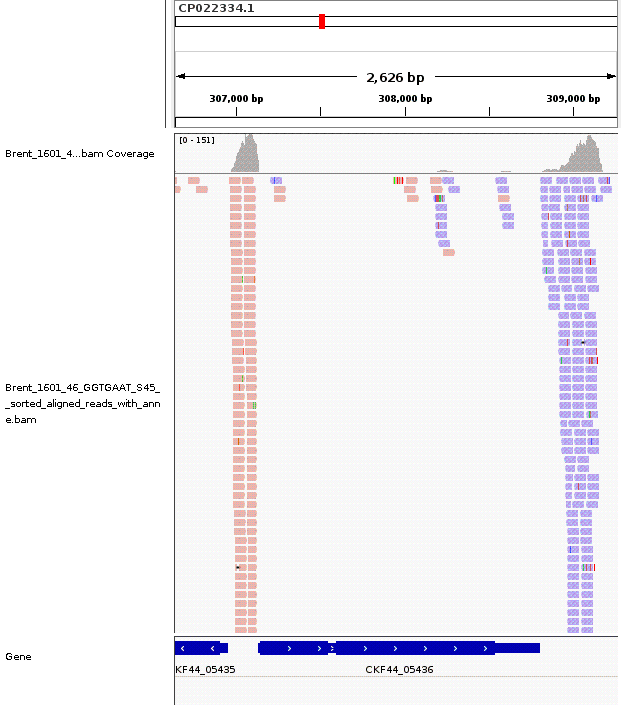 CP022334.1
2,626 bp
307,000 bp 308,000 bp 309,000 bp
[0 - 151]
Brent_1601_4...bam Coverage
Brent_1601_46_GGTGAAT_S45_
_sorted_aligned_reads_with_ann
e.bam
Gene
KF44_05435 CKF44_05436